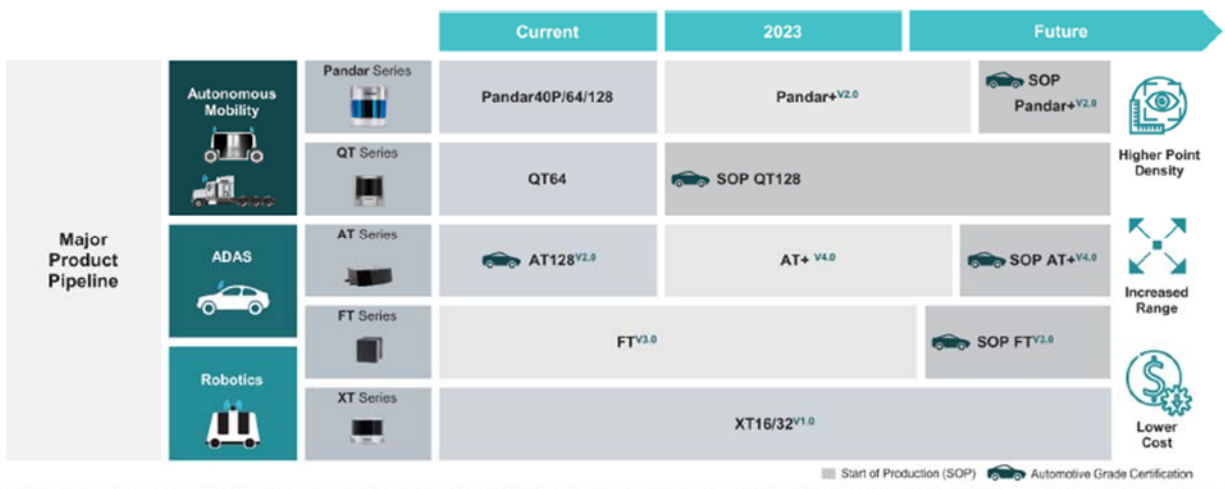 Current
2023
Future
Major
Product
Pipeline
Autonomous
Mobility
Pandar Series
Pandar40P/64/128
Pandar+V2.0
SOP
Pandar+V2.0
QT Series
QT64
SOP QT128
ADAS
AT Series
AT128V2.0
AT+ V4.0
SOP AT+V4.0
FT Series
FTV3.0
SOP FTV3.0
Robotics
XT Series
XT16/32V1.0
Higher Point
Density
Increased
Range
Lower
Cost
Start of Production (SOP)
Automotive Grade Certification